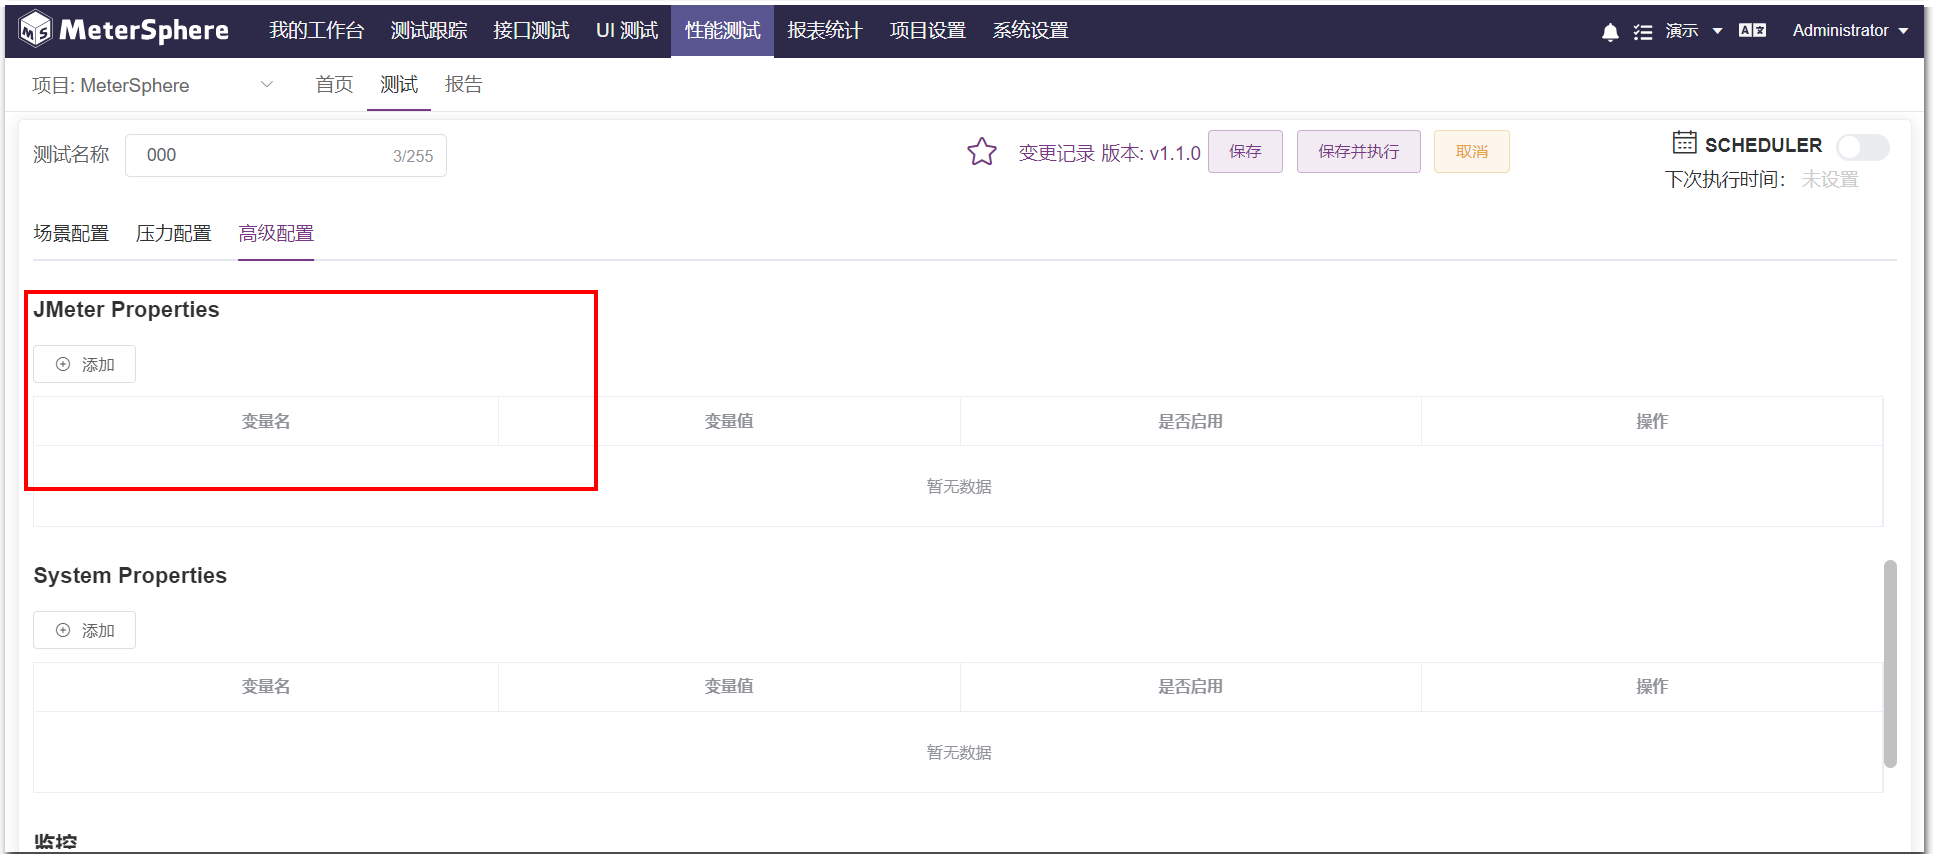 MeterSphere 我的工作台 测试跟踪 接口测试 UI 测试 性能测试 报表统计 项目设置 系统设置 演示 Administrator
项目: MeterSphere 首页 测试 报告
测试名称 000 3/255 变更记录 版本: v1.1.0 保存 保存并执行 取消 SCHEDULER
下次执行时间： 未设置
场景配置 压力配置 高级配置
JMeter Properties
添加
变量名 变量值 是否启用 操作
暂无数据
System Properties
添加
变量名 变量值 是否启用 操作
暂无数据
监控